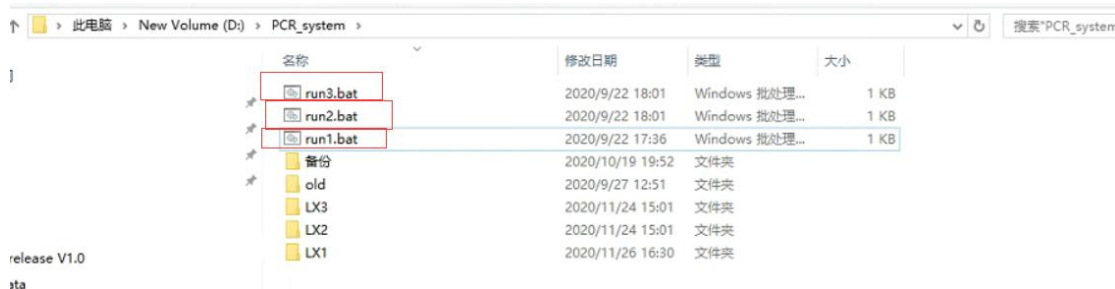 此电脑 > New Volume (D:) > PCR_system >
搜索"PCR_system
名称 修改日期 类型 大小
run3.bat 2020/9/22 18:01 Windows 批处理... 1 KB
run2.bat 2020/9/22 18:01 Windows 批处理... 1 KB
run1.bat 2020/9/22 17:36 Windows 批处理... 1 KB
备份 2020/10/19 19:52 文件夹
old 2020/9/27 12:51 文件夹
LX3 2020/11/24 15:01 文件夹
LX2 2020/11/24 15:01 文件夹
LX1 2020/11/26 16:30 文件夹
release V1.0
ata